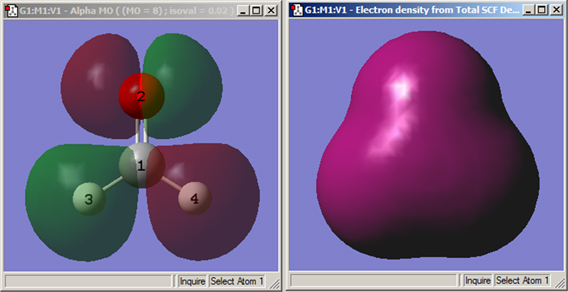 G1:M1:V1 - Alpha MO ( (MO = 8) ; isoval = 0.02 )
2
1
3
4
Inquire Select Atom 1
G1:M1:V1 - Electron density from Total SCF De...
Inquire Select Atom 1